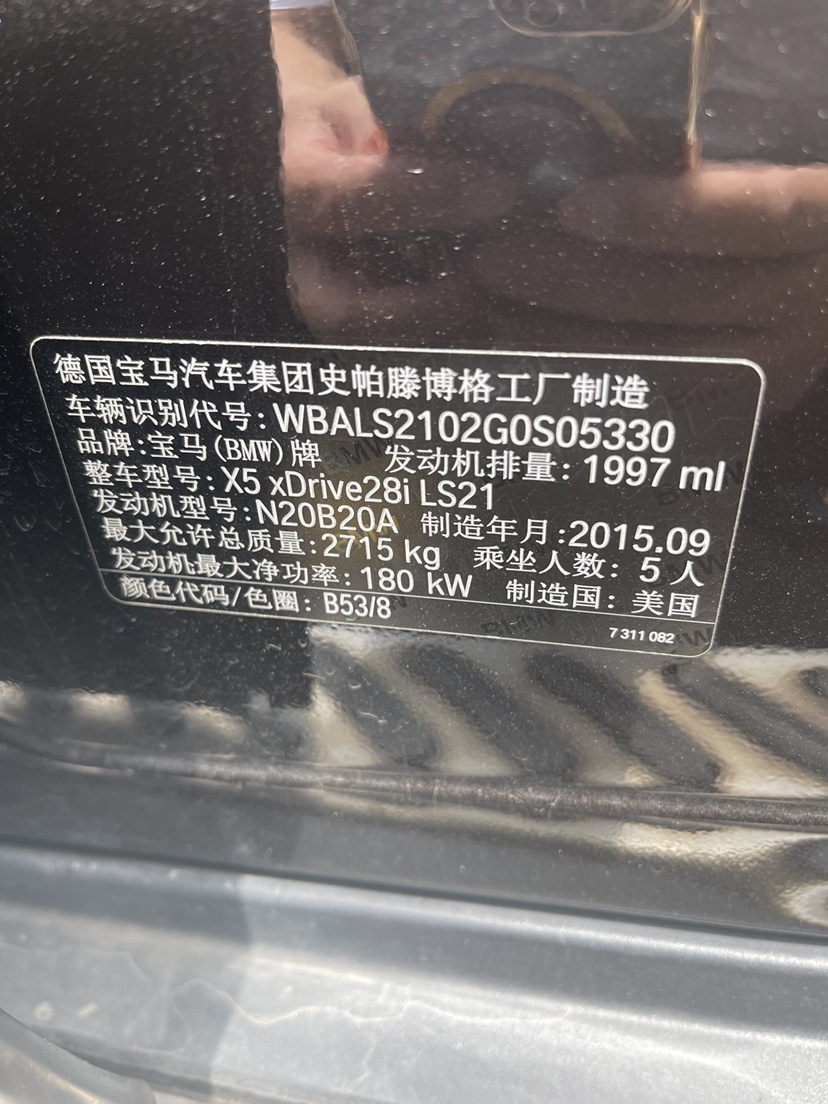 德国宝马汽车集团史帕滕博格工厂制造
车辆识别代号: WBALS2102G0S05330
品牌: 宝马(BMW)牌 发动机排量: 1997 ml
整车型号: X5 xDrive28i LS21
发动机型号: N20B20A 制造年月: 2015.09
最大允许总质量: 2715 kg 乘坐人数: 5 人
发动机最大净功率: 180 kW 制造国: 美国
颜色代码/色圈: B53/8
7 311 082